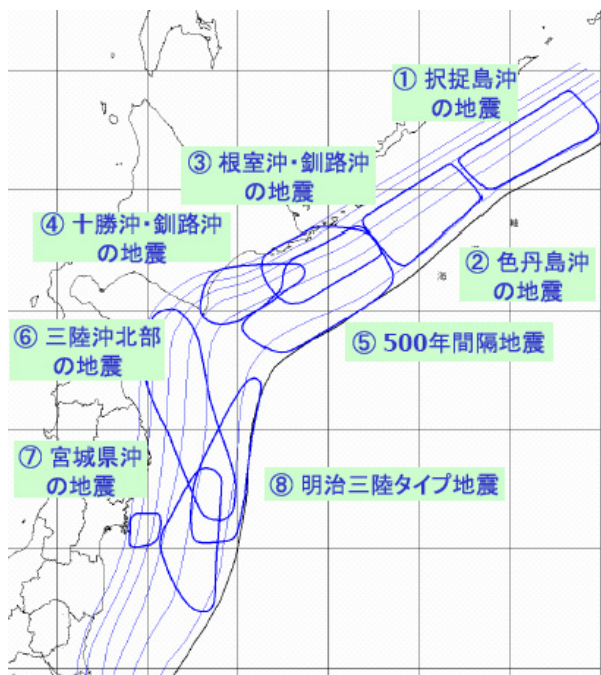 ① 択捉島沖
の地震
③ 根室沖・釧路沖
の地震
④ 十勝沖・釧路沖
の地震
② 色丹島沖
の地震
海
⑥ 三陸沖北部
の地震
⑤ 500年間隔地震
⑦ 宮城県沖
の地震
⑧ 明治三陸タイプ地震